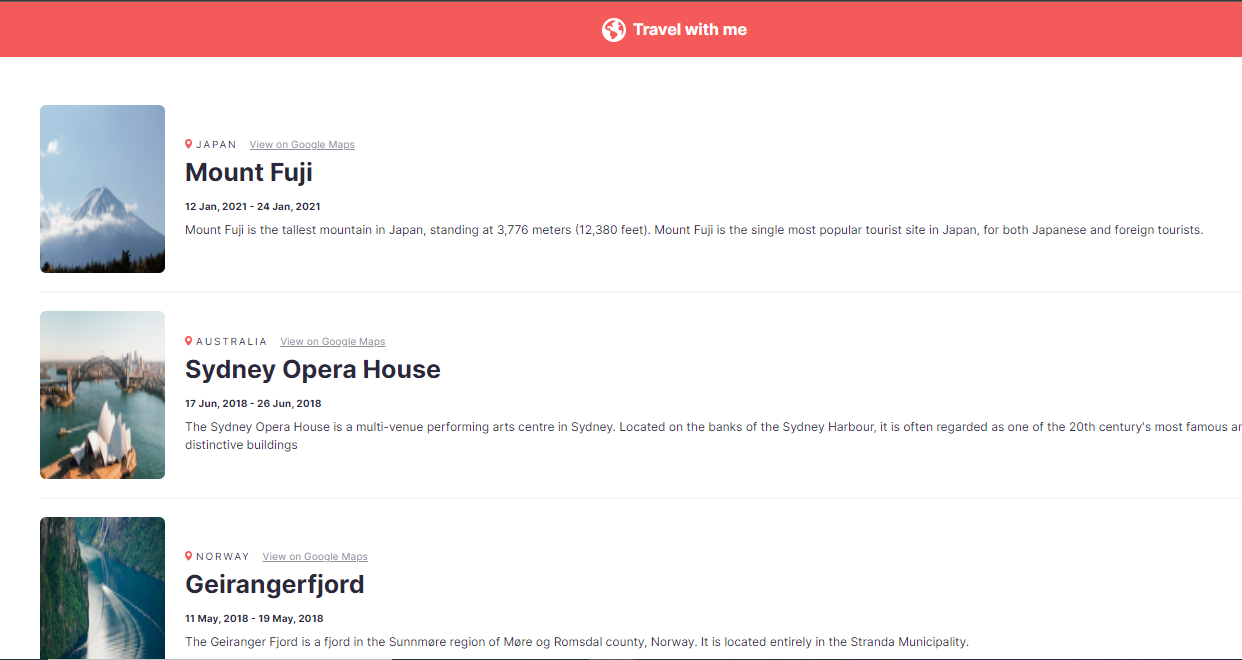 Travel with me
JAPAN View on Google Maps
Mount Fuji
12 Jan, 2021 - 24 Jan, 2021
Mount Fuji is the tallest mountain in Japan, standing at 3,776 meters (12,380 feet). Mount Fuji is the single most popular tourist site in Japan, for both Japanese and foreign tourists.
AUSTRALIA View on Google Maps
Sydney Opera House
17 Jun, 2018 - 26 Jun, 2018
The Sydney Opera House is a multi-venue performing arts centre in Sydney. Located on the banks of the Sydney Harbour, it is often regarded as one of the 20th century's most famous
distinctive buildings
NORWAY View on Google Maps
Geirangerfjord
11 May, 2018 - 19 May, 2018
The Geiranger Fjord is a fjord in the Sunnmøre region of Møre og Romsdal county, Norway. It is located entirely in the Stranda Municipality.